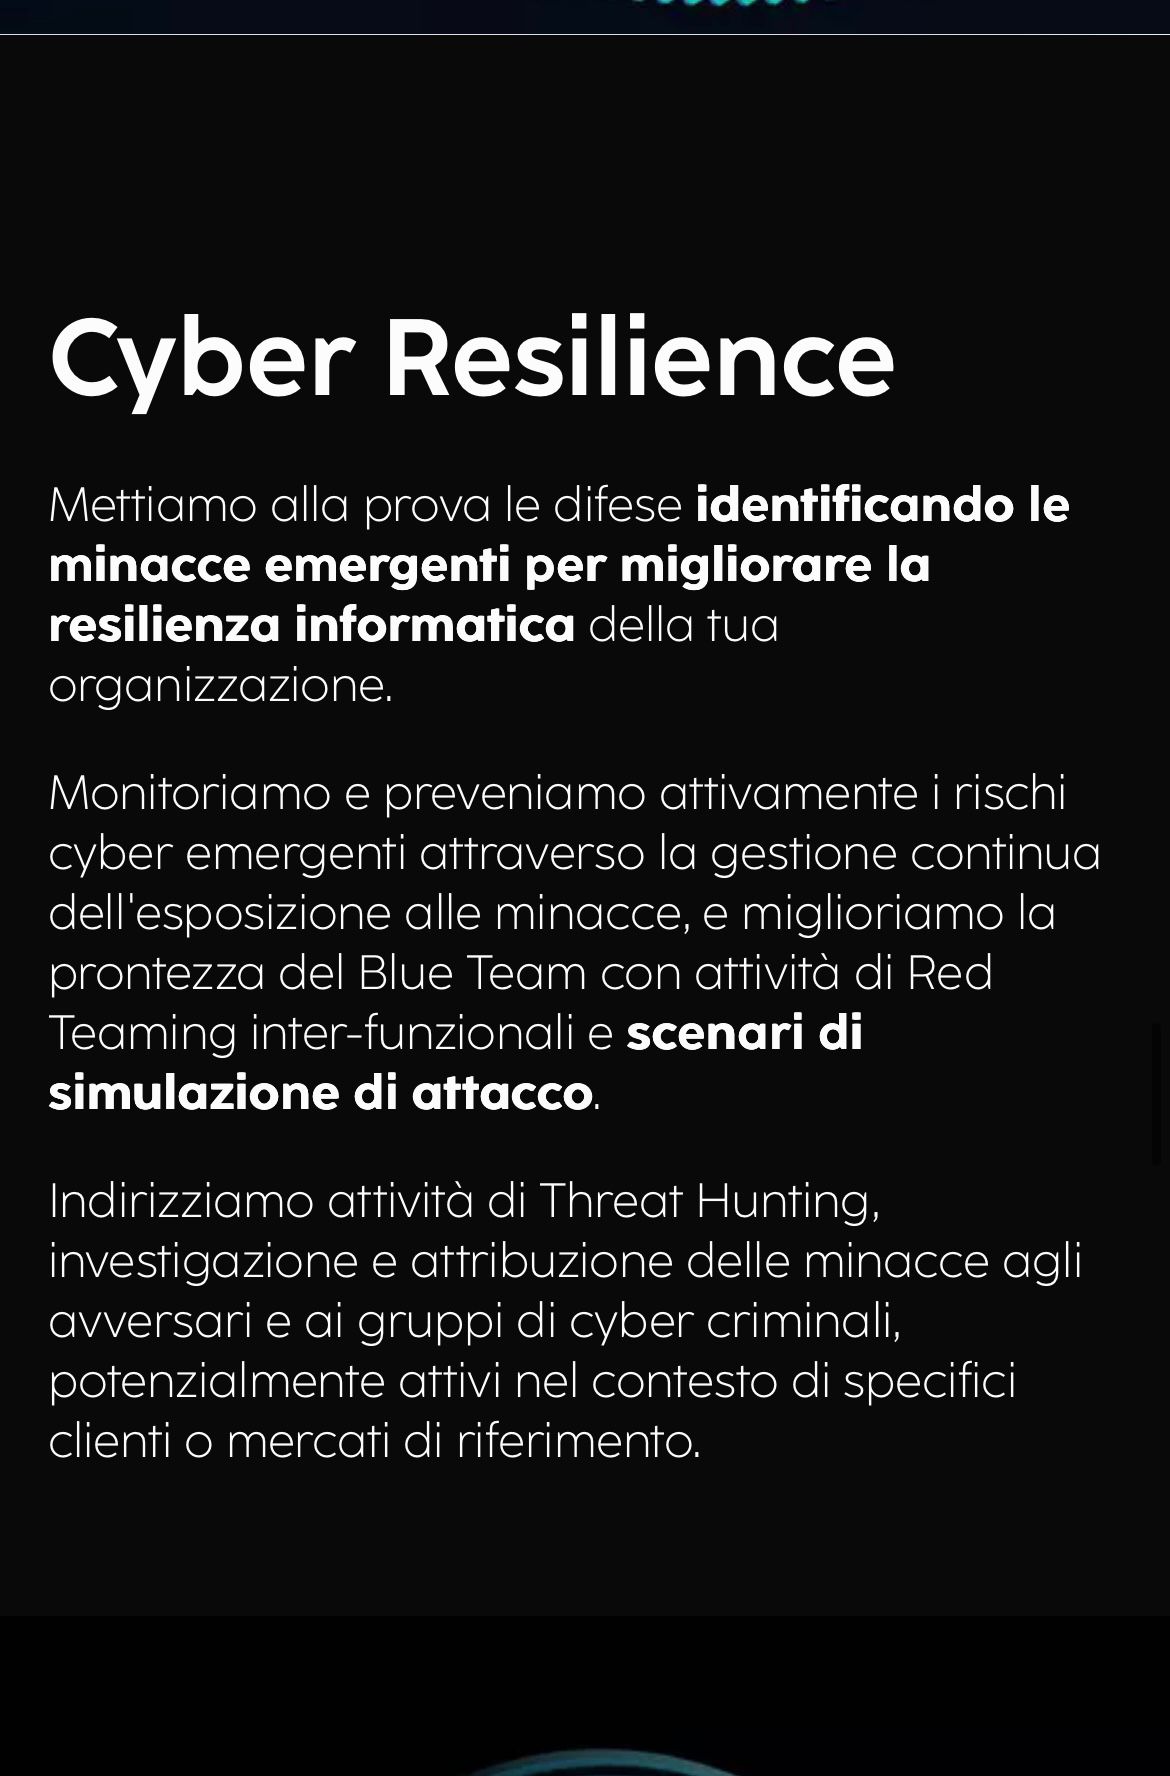 Cyber Resilience
Mettiamo alla prova le difese identificando le
minacce emergenti per migliorare la
resilienza informatica della tua
organizzazione.
Monitoriamo e preveniamo attivamente i rischi
cyber emergenti attraverso la gestione continua
dell'esposizione alle minacce, e miglioriamo la
prontezza del Blue Team con attività di Red
Teaming inter-funzionali e scenari di
simulazione di attacco.
Indirizziamo attività di Threat Hunting,
investigazione e attribuzione delle minacce agli
avversari e ai gruppi di cyber criminali,
potenzialmente attivi nel contesto di specifici
clienti o mercati di riferimento.